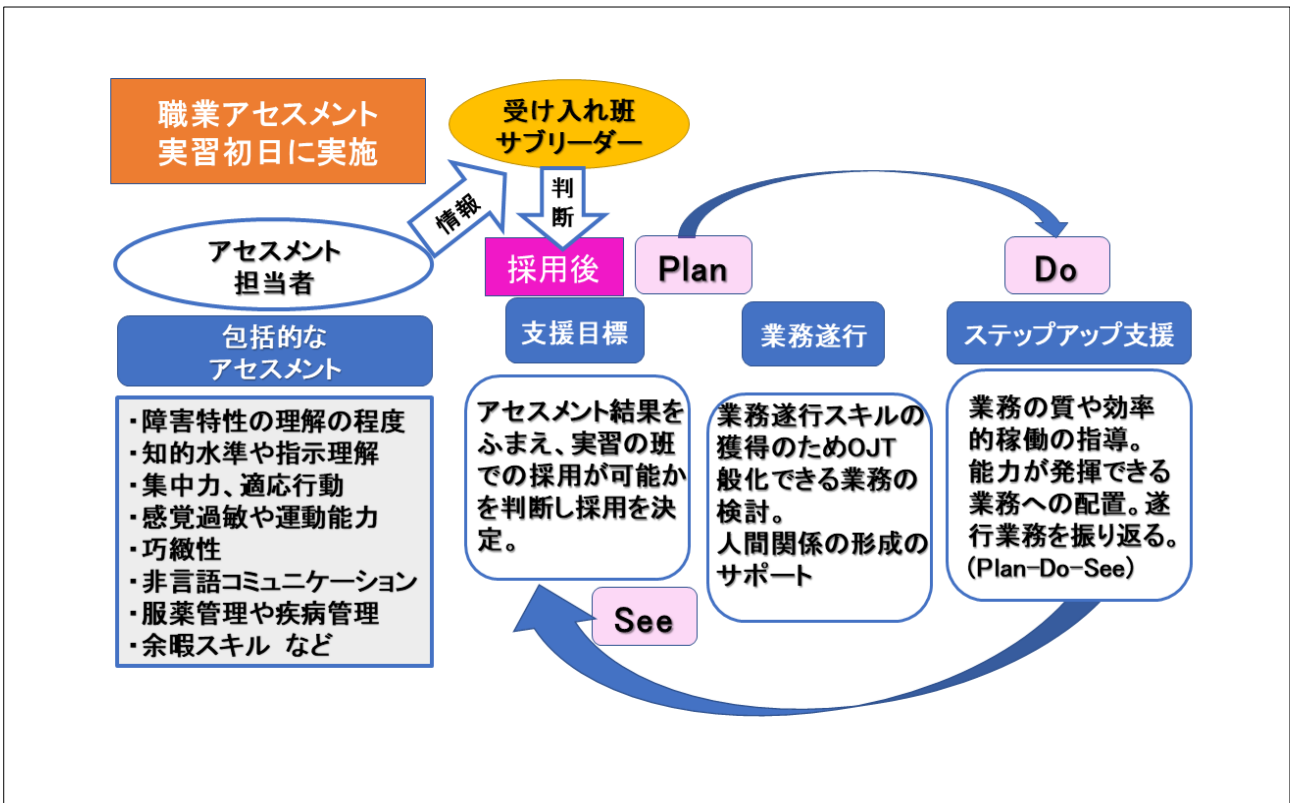 職業アセスメント
実習初日に実施
受け入れ班
サブリーダー
情報
判断
アセスメント
担当者
採用後
Plan
Do
包括的な
アセスメント
・障害特性の理解の程度
・知的水準や指示理解
・集中力、適応行動
・感覚過敏や運動能力
・巧緻性
・非言語コミュニケーション
・服薬管理や疾病管理
・余暇スキル など
支援目標
アセスメント結果を
ふまえ、実習の班
での採用が可能か
を判断し採用を決
定。
業務遂行
業務遂行スキルの
獲得のためOJT
般化できる業務の
検討。
人間関係の形成の
サポート
ステップアップ支援
業務の質や効率
的稼働の指導。
能力が発揮できる
業務への配置。遂
行業務を振り返る。
(Plan-Do-See)
See